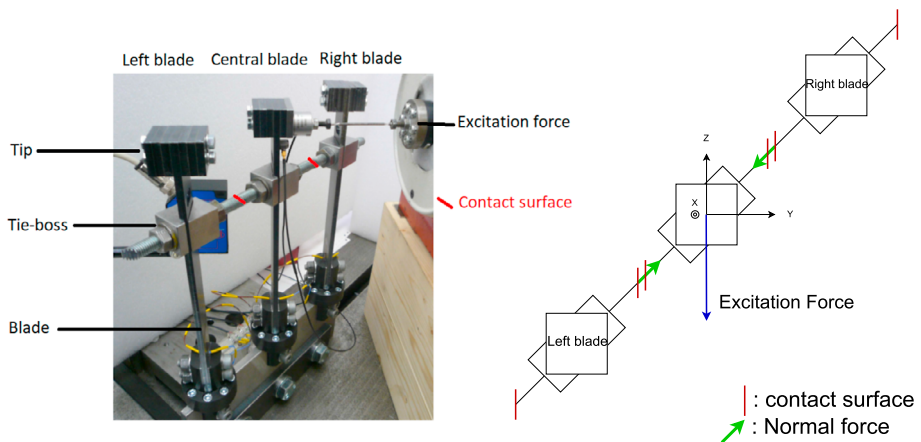 Left blade Central blade Right blade
Tip
Tie-boss
Blade
Excitation force
Contact surface
Right blade
Z
X
Y
Excitation Force
Left blade
: contact surface
: Normal force